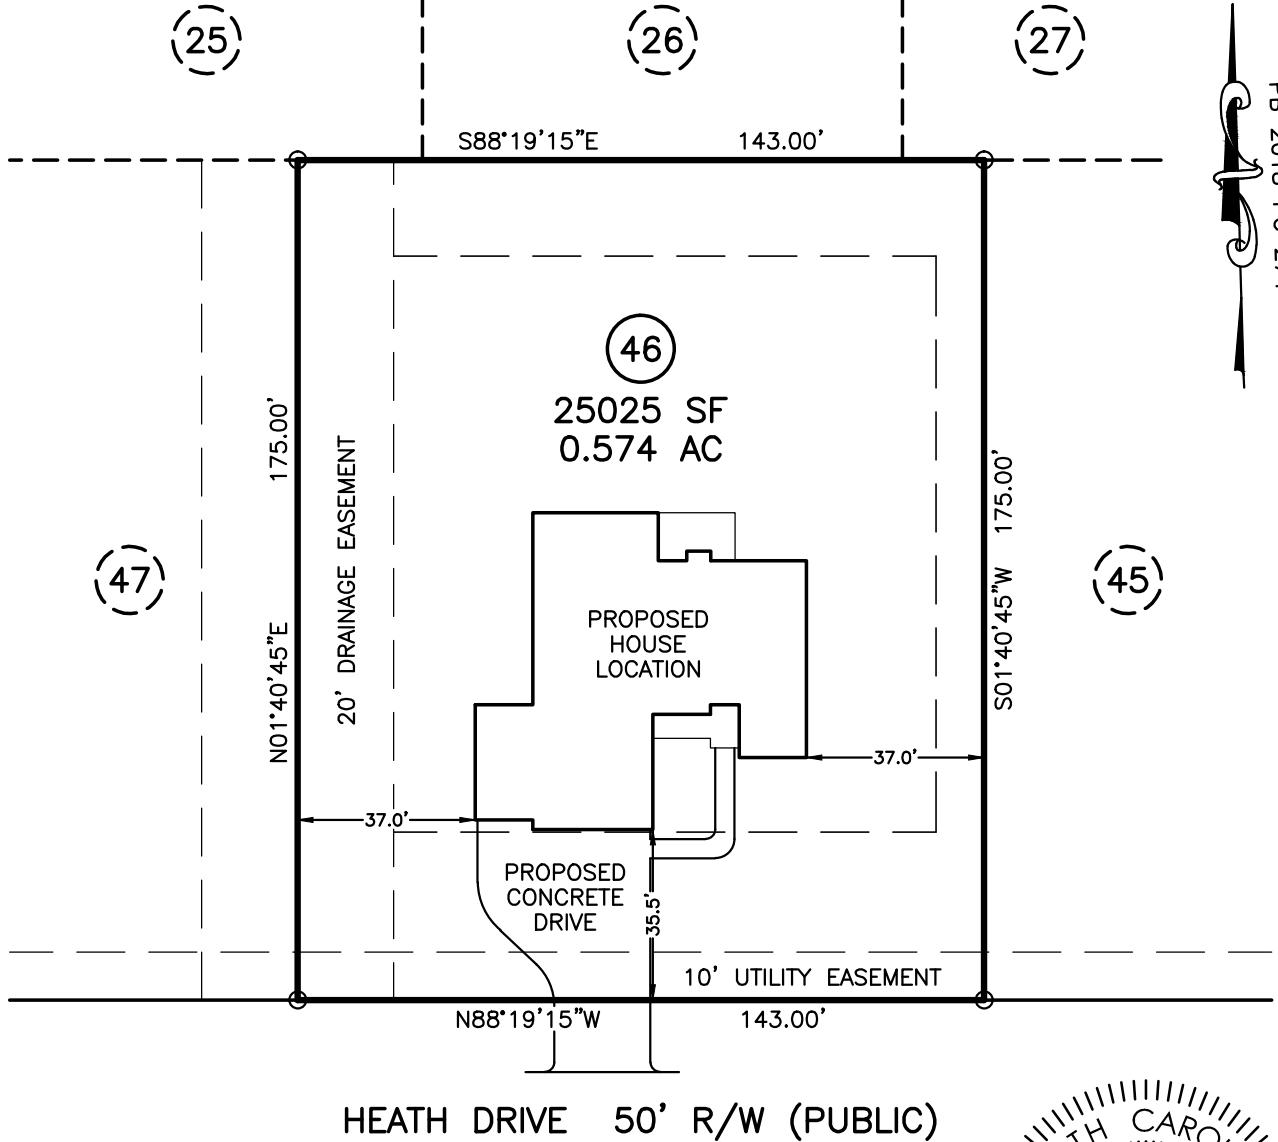 25
26
27
S88°19'15"E 143.00'
46
25025 SF
0.574 AC
N01°40'45"E 175.00'
20' DRAINAGE EASEMENT
S01°40'45"W 175.00'
47
45
PROPOSED
HOUSE
LOCATION
37.0'
37.0'
PROPOSED
CONCRETE
DRIVE
35.5'
10' UTILITY EASEMENT
N88°19'15"W 143.00'
HEATH DRIVE 50' R/W (PUBLIC)